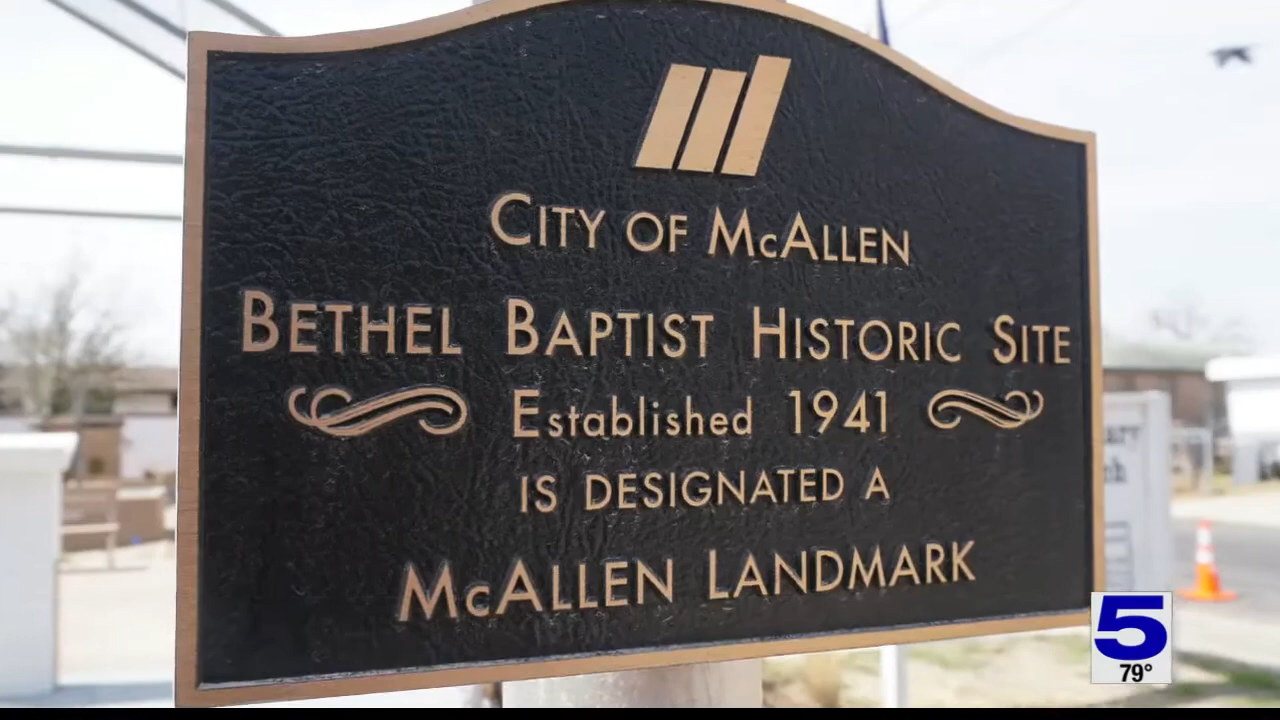 City of McAllen
Bethel Baptist Historic Site
Established 1941
is designated a
McAllen Landmark
5
79°